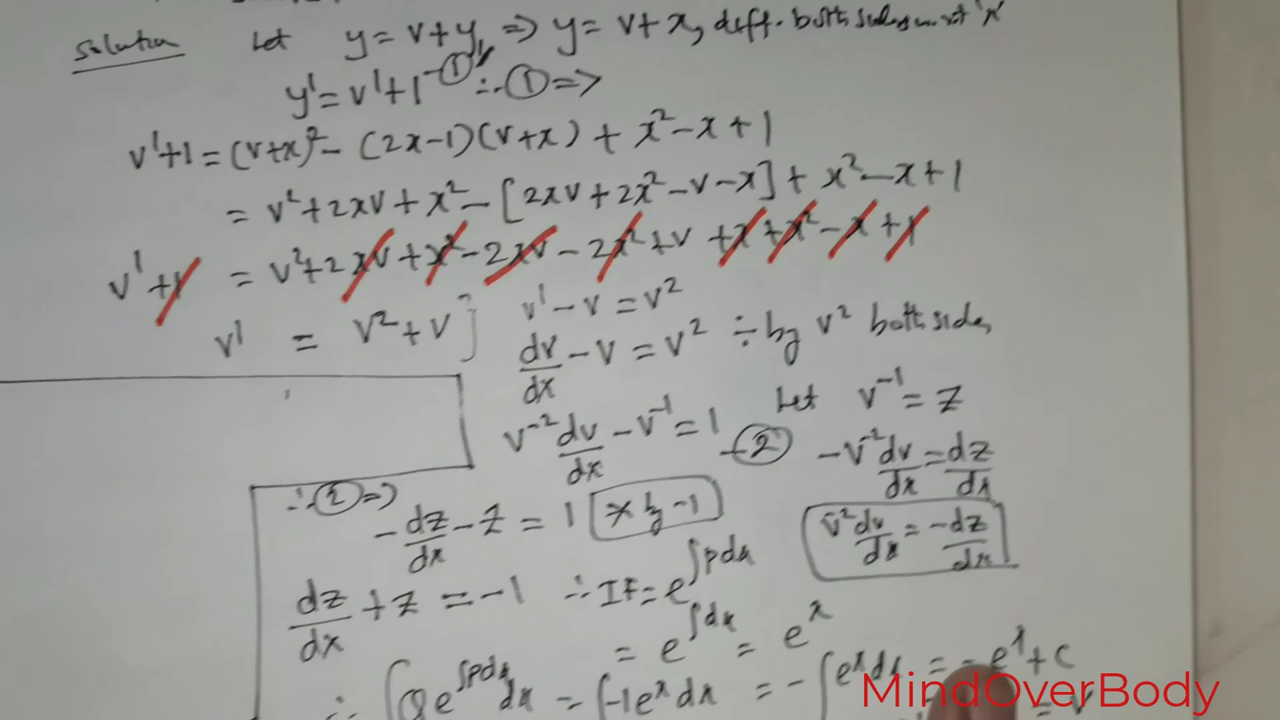 Solution Let y = v + y₁ => y = v + x, diff. both sides w.r.t 'x'
y' = v' + 1 -① ∴ ① =>
v'+1 = (v+x)² - (2x-1)(v+x) + x² - x + 1
= v² + 2xv + x² - [2xv + 2x² - v - x] + x² - x + 1
v' + 1 = v² + 2xv + x² - 2xv - 2x² + v + x + x² - x + 1
v' = v² + v ] v' - v = v²
dv/dx - v = v² ÷ by v² both sides,
v⁻² dv/dx - v⁻¹ = 1 -② Let v⁻¹ = z
-v⁻² dv/dx = dz/dx
∴ ② => -dz/dx - z = 1 x by -1
v⁻² dv/dx = -dz/dx
dz/dx + z = -1 ∴ IF = e^∫pdx
= e^∫dx = e^x
∴ ∫Qe^∫pdx dx = ∫-1e^x dx = -∫e^x dx = -e^x + c
MindOverBody